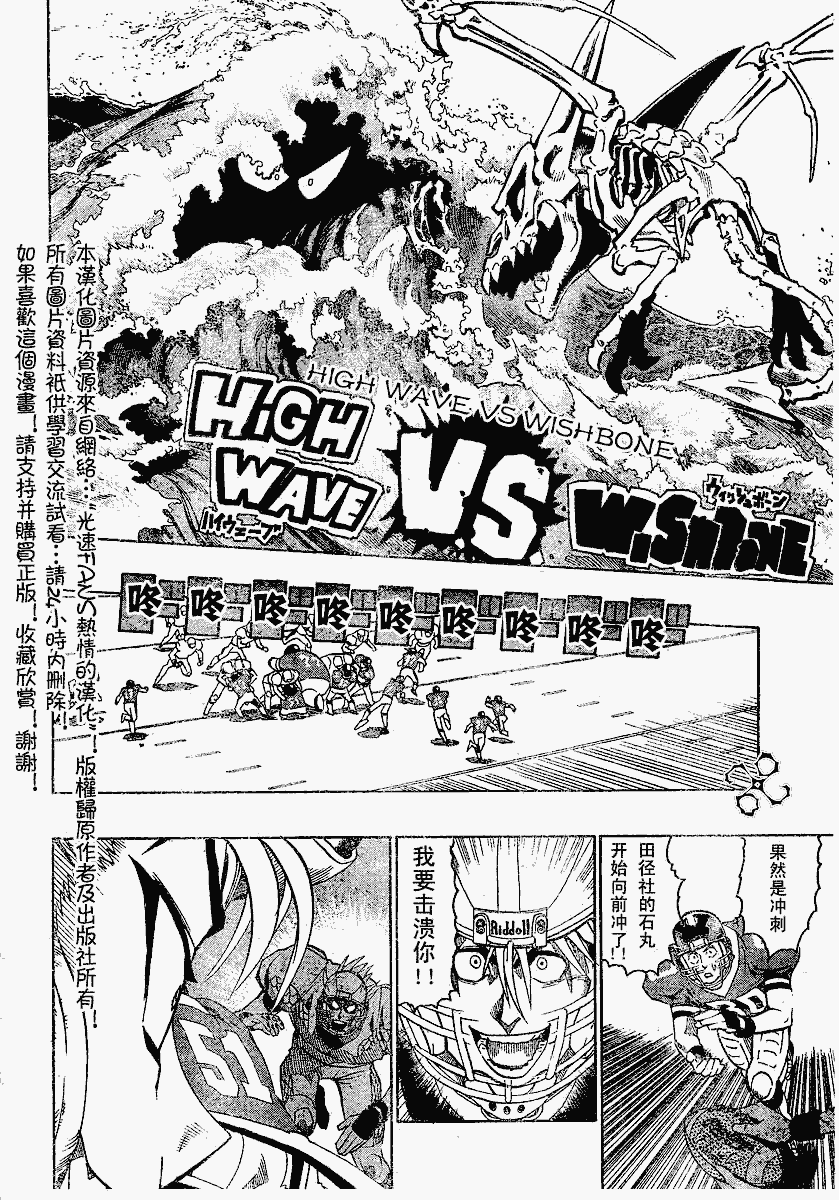 HIGH WAVE VS WISHBONE
HiGH
WAVE
ハイウェーブ
VS
ウィッシュボーン
WiSHBONE
咚
咚
咚
咚
咚
咚
咚
咚
咚
果然是冲刺
田径社的石丸
开始向前冲了!!
我要击溃你!!
Riddell
51
本漢化圖片資源來自網絡…"光速FANS熱情的漢化"！版權歸原作者及出版社所有！
所有圖片資料衹供學習交流試看…請24小時內刪除！
如果喜歡這個漫畫！請支持并購買正版！收藏欣賞！謝謝！